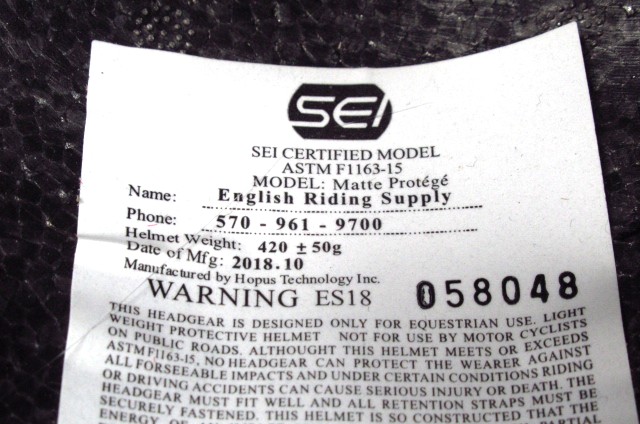 SEI
SEI CERTIFIED MODEL
ASTM F1163-15
MODEL: Matte Protégé
Name: English Riding Supply
Phone: 570 - 961 - 9700
Helmet Weight: 420 ± 50g
Date of Mfg: 2018.10
Manufactured by Hopus Technology Inc.
WARNING ES18 058048
THIS HEADGEAR IS DESIGNED ONLY FOR EQUESTRIAN USE. LIGHT
WEIGHT PROTECTIVE HELMET NOT FOR USE BY MOTOR CYCLISTS
ON PUBLIC ROADS. ALTHOUGHT THIS HELMET MEETS OR EXCEEDS
ASTM F1163-15, NO HEADGEAR CAN PROTECT THE WEARER AGAINST
ALL FORSEEABLE IMPACTS AND UNDER CERTAIN CONDITIONS RIDING
OR DRIVING ACCIDENTS CAN CAUSE SERIOUS INJURY OR DEATH. THE
HEADGEAR MUST FIT WELL AND ALL RETENTION STRAPS MUST BE
SECURELY FASTENED. THIS HELMET IS SO CONSTRUCTED THAT THE
ENERGY OF PARTIAL